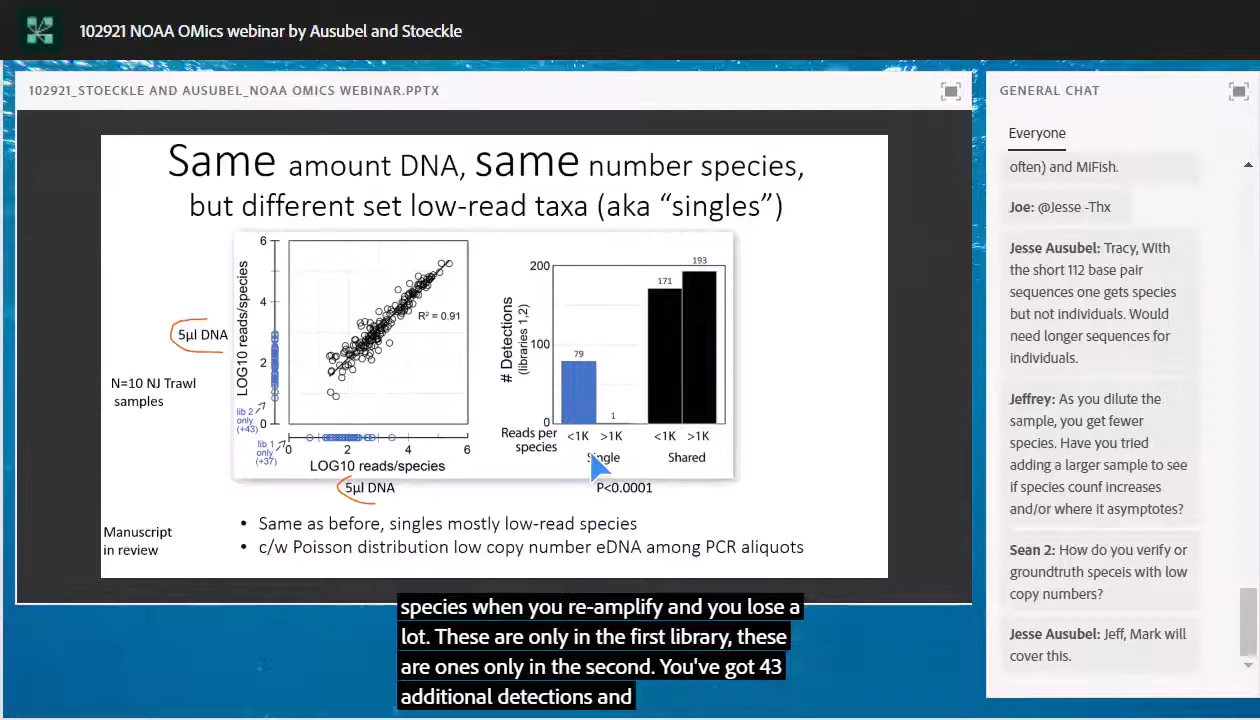 102921 NOAA OMics webinar by Ausubel and Stoeckle
102921_STOECKLE AND AUSUBEL_NOAA OMICS WEBINAR.PPTX
Same amount DNA, same number species,
but different set low-read taxa (aka “singles”)
5µl DNA
N=10 NJ Trawl
samples
LOG10 reads/species
6
4
2
0
R² = 0.91
lib 2
only
(+43)
lib 1
only
(+37)
0 2 4 6
LOG10 reads/species
5µl DNA
# Detections
(libraries 1,2)
200
100
0
79
1
171
193
Reads per
species
<1K >1K <1K >1K
Single Shared
P<0.0001
Manuscript
in review
• Same as before, singles mostly low-read species
• c/w Poisson distribution low copy number eDNA among PCR aliquots
species when you re-amplify and you lose a
lot. These are only in the first library, these
are ones only in the second. You've got 43
additional detections and
GENERAL CHAT
Everyone
often) and MiFish.
Joe: @Jesse -Thx
Jesse Ausubel: Tracy, WIth
the short 112 base pair
sequences one gets species
but not individuals. Would
need longer sequences for
individuals.
Jeffrey: As you dilute the
sample, you get fewer
species. Have you tried
adding a larger sample to see
if species counf increases
and/or where it asymptotes?
Sean 2: How do you verify or
groundtruth speceis with low
copy numbers?
Jesse Ausubel: Jeff, Mark will
cover this.